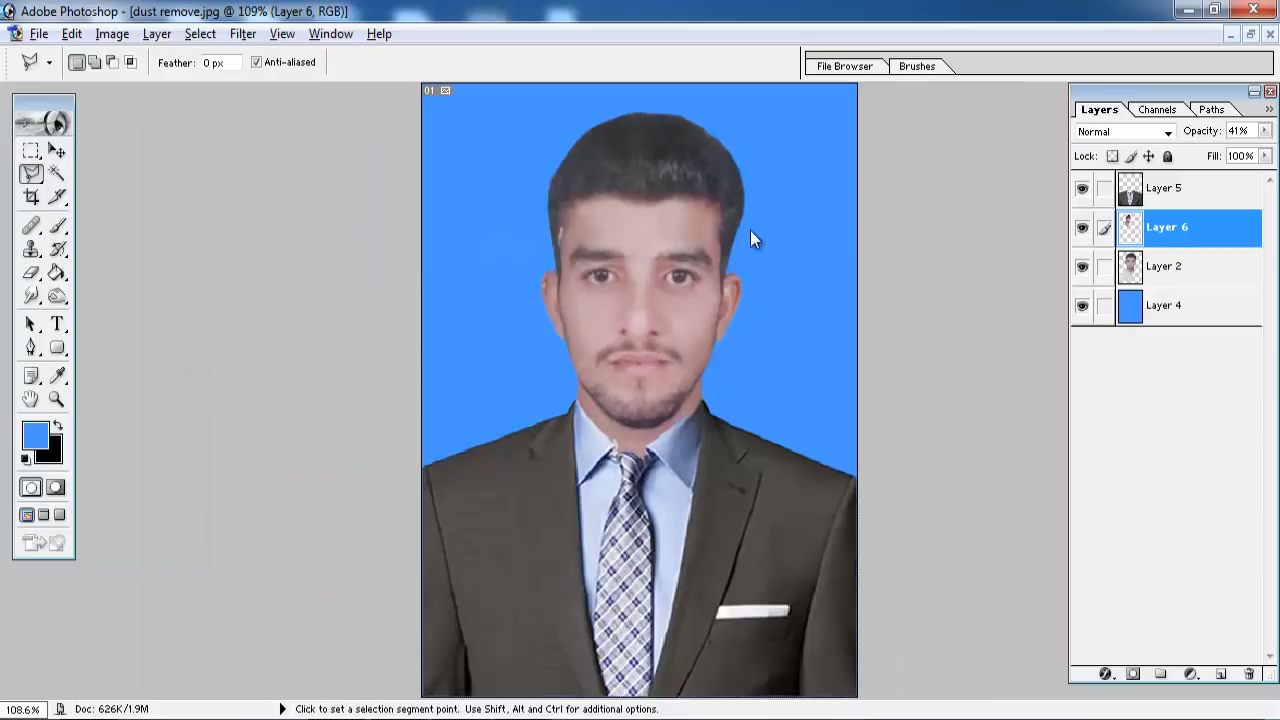 Adobe Photoshop - [dust remove.jpg @ 109% (Layer 6, RGB)]
File Edit Image Layer Select Filter View Window Help
Feather: 0 px Anti-aliased File Browser Brushes
01
Layers Channels Paths
Normal Opacity: 41%
Lock: Fill: 100%
Layer 5
Layer 6
Layer 2
Layer 4
108.6% Doc: 626K/1.9M Click to set a selection segment point. Use Shift, Alt and Ctrl for additional options.